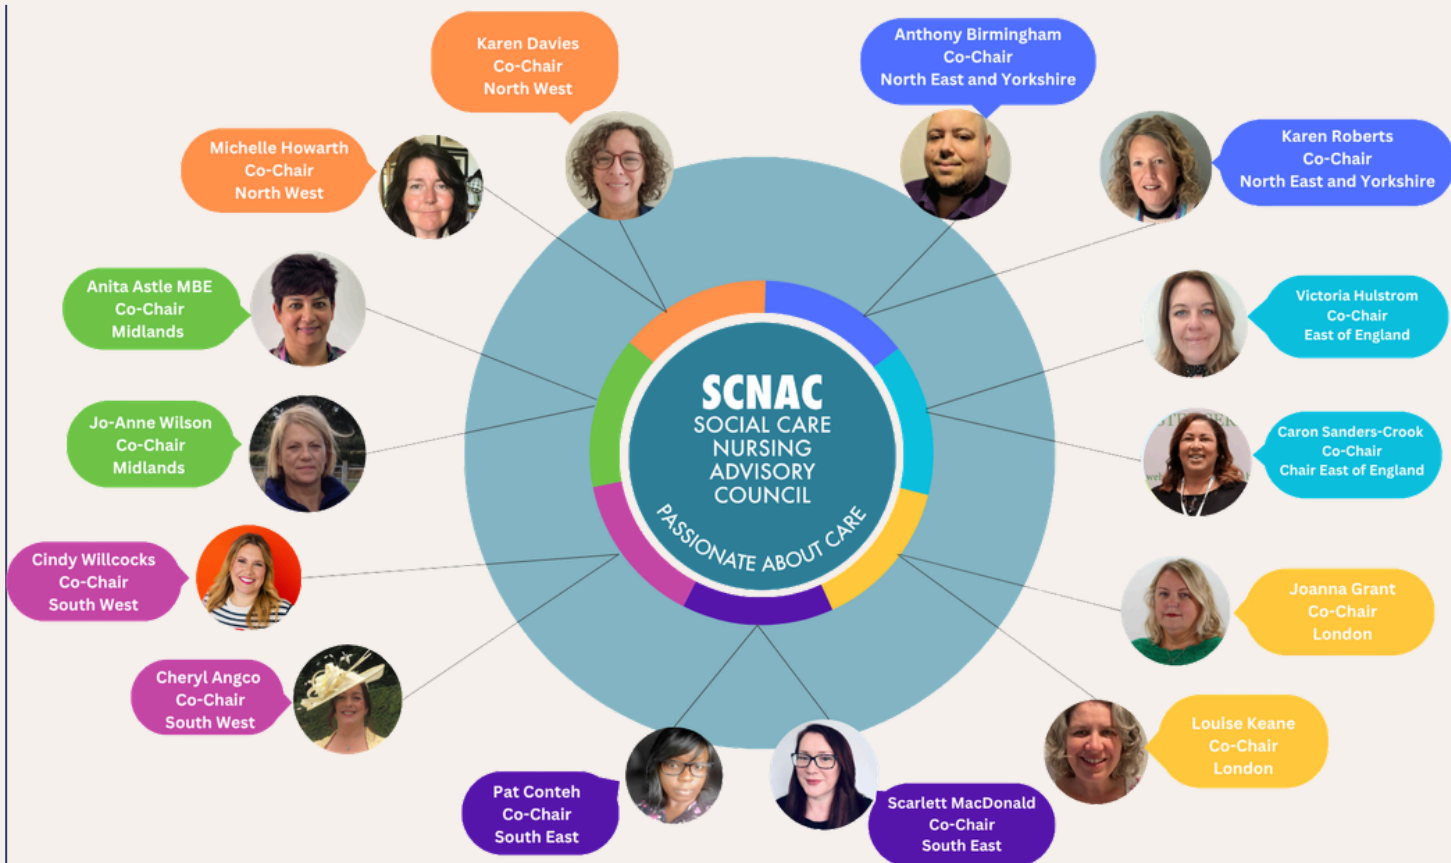 Karen Davies
Co-Chair
North West
Anthony Birmingham
Co-Chair
North East and Yorkshire
Michelle Howarth
Co-Chair
North West
Karen Roberts
Co-Chair
North East and Yorkshire
Anita Astle MBE
Co-Chair
Midlands
Victoria Hulstrom
Co-Chair
East of England
Jo-Anne Wilson
Co-Chair
Midlands
SCNAC
SOCIAL CARE
NURSING
ADVISORY
COUNCIL
PASSIONATE ABOUT CARE
Caron Sanders-Crook
Co-Chair
Chair East of England
Cindy Willcocks
Co-Chair
South West
Joanna Grant
Co-Chair
London
Cheryl Angco
Co-Chair
South West
Louise Keane
Co-Chair
London
Pat Conteh
Co-Chair
South East
Scarlett MacDonald
Co-Chair
South East